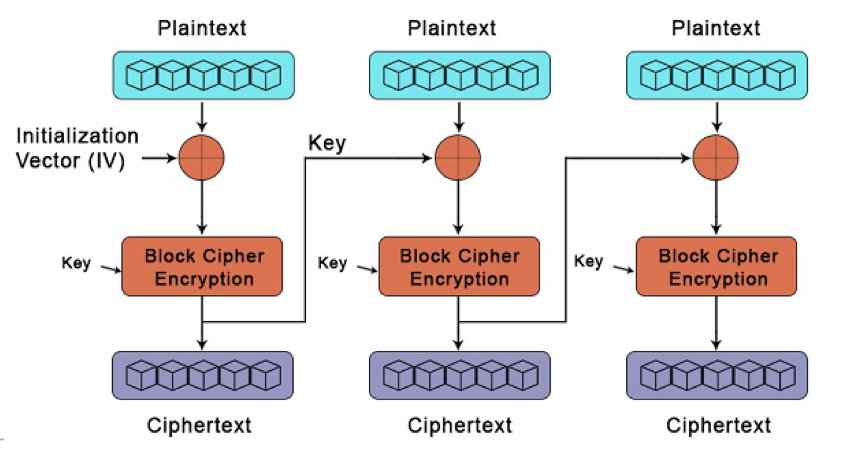 Plaintext
Plaintext
Plaintext
Initialization
Vector (IV)
Key
Key
Block Cipher
Encryption
Key
Block Cipher
Encryption
Key
Block Cipher
Encryption
Ciphertext
Ciphertext
Ciphertext